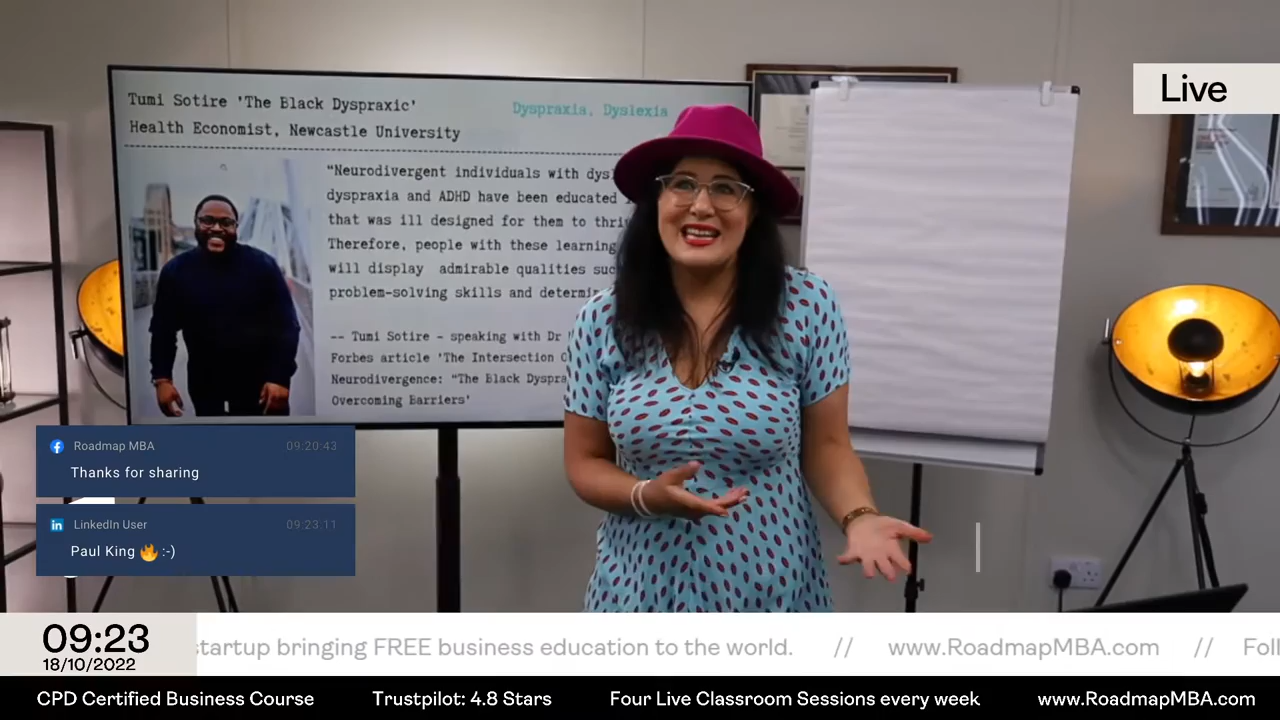 Live
Tumi Sotire 'The Black Dyspraxic'
Dyspraxia, Dyslexia
Health Economist, Newcastle University
"Neurodivergent individuals with dysl
dyspraxia and ADHD have been educated
that was ill designed for them to thri
Therefore, people with these learning
will display admirable qualities suc
problem-solving skills and determin
-- Tumi Sotire - speaking with Dr
Forbes article 'The Intersection O
Neurodivergence: "The Black Dyspra
Overcoming Barriers'
Roadmap MBA 09:20:43
Thanks for sharing
LinkedIn User 09:23:11
Paul King 🔥 :-)
09:23
18/10/2022
startup bringing FREE business education to the world. // www.RoadmapMBA.com // Foll
CPD Certified Business Course Trustpilot: 4.8 Stars Four Live Classroom Sessions every week www.RoadmapMBA.com